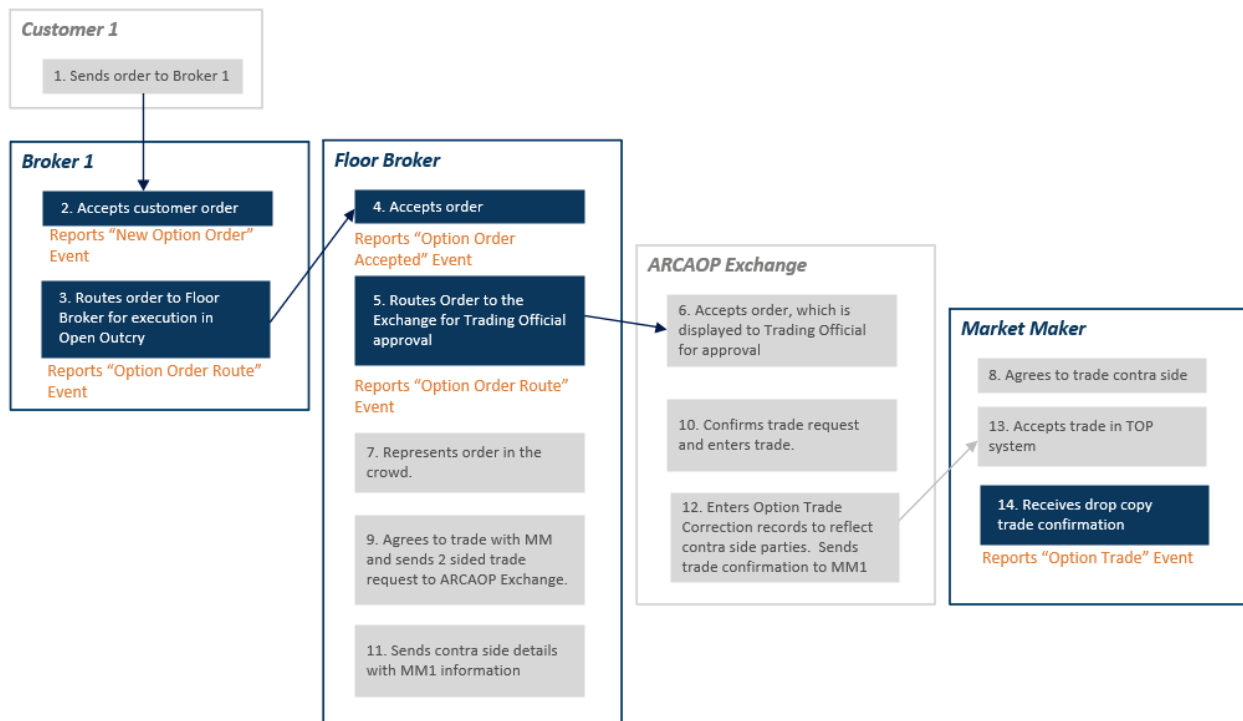 Customer 1
1. Sends order to Broker 1
Broker 1
2. Accepts customer order
Reports “New Option Order”
Event
3. Routes order to Floor
Broker for execution in
Open Outcry
Reports “Option Order Route”
Event
Floor Broker
4. Accepts order
Reports “Option Order
Accepted” Event
5. Routes Order to the
Exchange for Trading Official
approval
Reports “Option Order Route”
Event
7. Represents order in the
crowd.
9. Agrees to trade with MM
and sends 2 sided trade
request to ARCAOP Exchange.
11. Sends contra side details
with MM1 information
ARCAOP Exchange
6. Accepts order, which is
displayed to Trading Official
for approval
10. Confirms trade request
and enters trade.
12. Enters Option Trade
Correction records to reflect
contra side parties.  Sends
trade confirmation to MM1
Market Maker
8. Agrees to trade contra side
13. Accepts trade in TOP
system
14. Receives drop copy
trade confirmation
Reports “Option Trade” Event